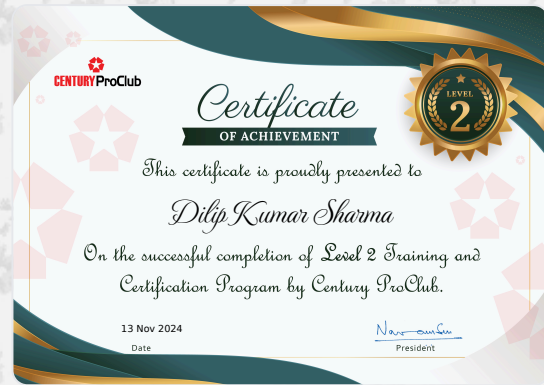 CENTURY ProClub
Certificate
OF ACHIEVEMENT
LEVEL
2
This certificate is proudly presented to
Dilip Kumar Sharma
On the successful completion of Level 2 Training and
Certification Program by Century ProClub.
13 Nov 2024
Date
President